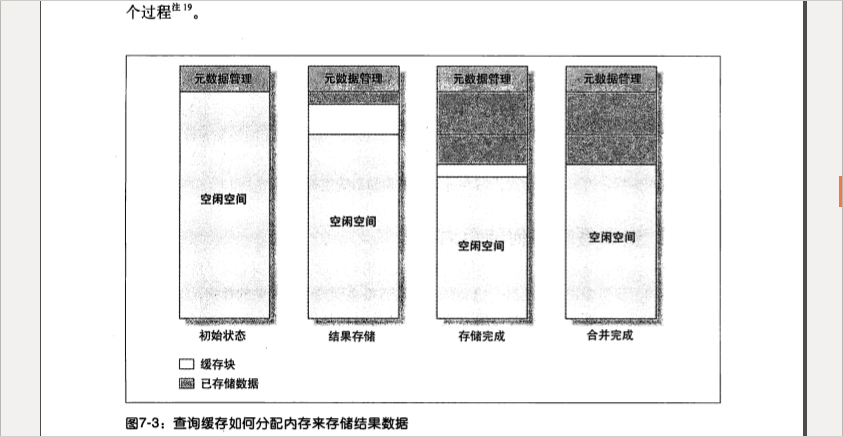 个过程注19。
元数据管理 元数据管理 元数据管理 元数据管理
空闲空间 空闲空间 空闲空间 空闲空间
初始状态 结果存储 存储完成 合并完成
缓存块
已存储数据
图7-3：查询缓存如何分配内存来存储结果数据